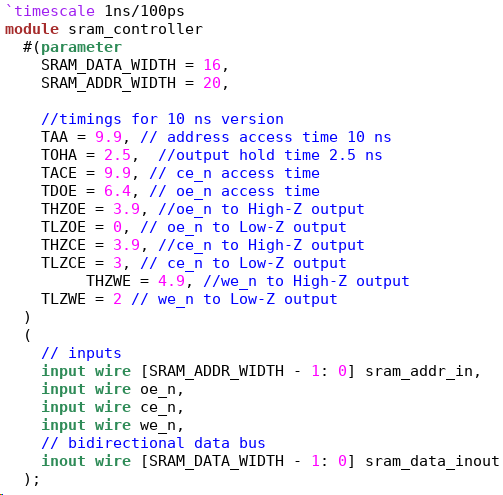 `timescale 1ns/100ps
module sram_controller
  #(parameter
    SRAM_DATA_WIDTH = 16,
    SRAM_ADDR_WIDTH = 20,

    //timings for 10 ns version
    TAA = 9.9, // address access time 10 ns
    TOHA = 2.5,  //output hold time 2.5 ns
    TACE = 9.9, // ce_n access time
    TDOE = 6.4, // oe_n access time
    THZOE = 3.9, //oe_n to High-Z output
    TLZOE = 0, // oe_n to Low-Z output
    THZCE = 3.9, //ce_n to High-Z output
    TLZCE = 3, // ce_n to Low-Z output
         THZWE = 4.9, //we_n to High-Z output
    TLZWE = 2 // we_n to Low-Z output
  )
  (
    // inputs
    input wire [SRAM_ADDR_WIDTH - 1: 0] sram_addr_in,
    input wire oe_n,
    input wire ce_n,
    input wire we_n,
    // bidirectional data bus
    inout wire [SRAM_DATA_WIDTH - 1: 0] sram_data_inout
  );